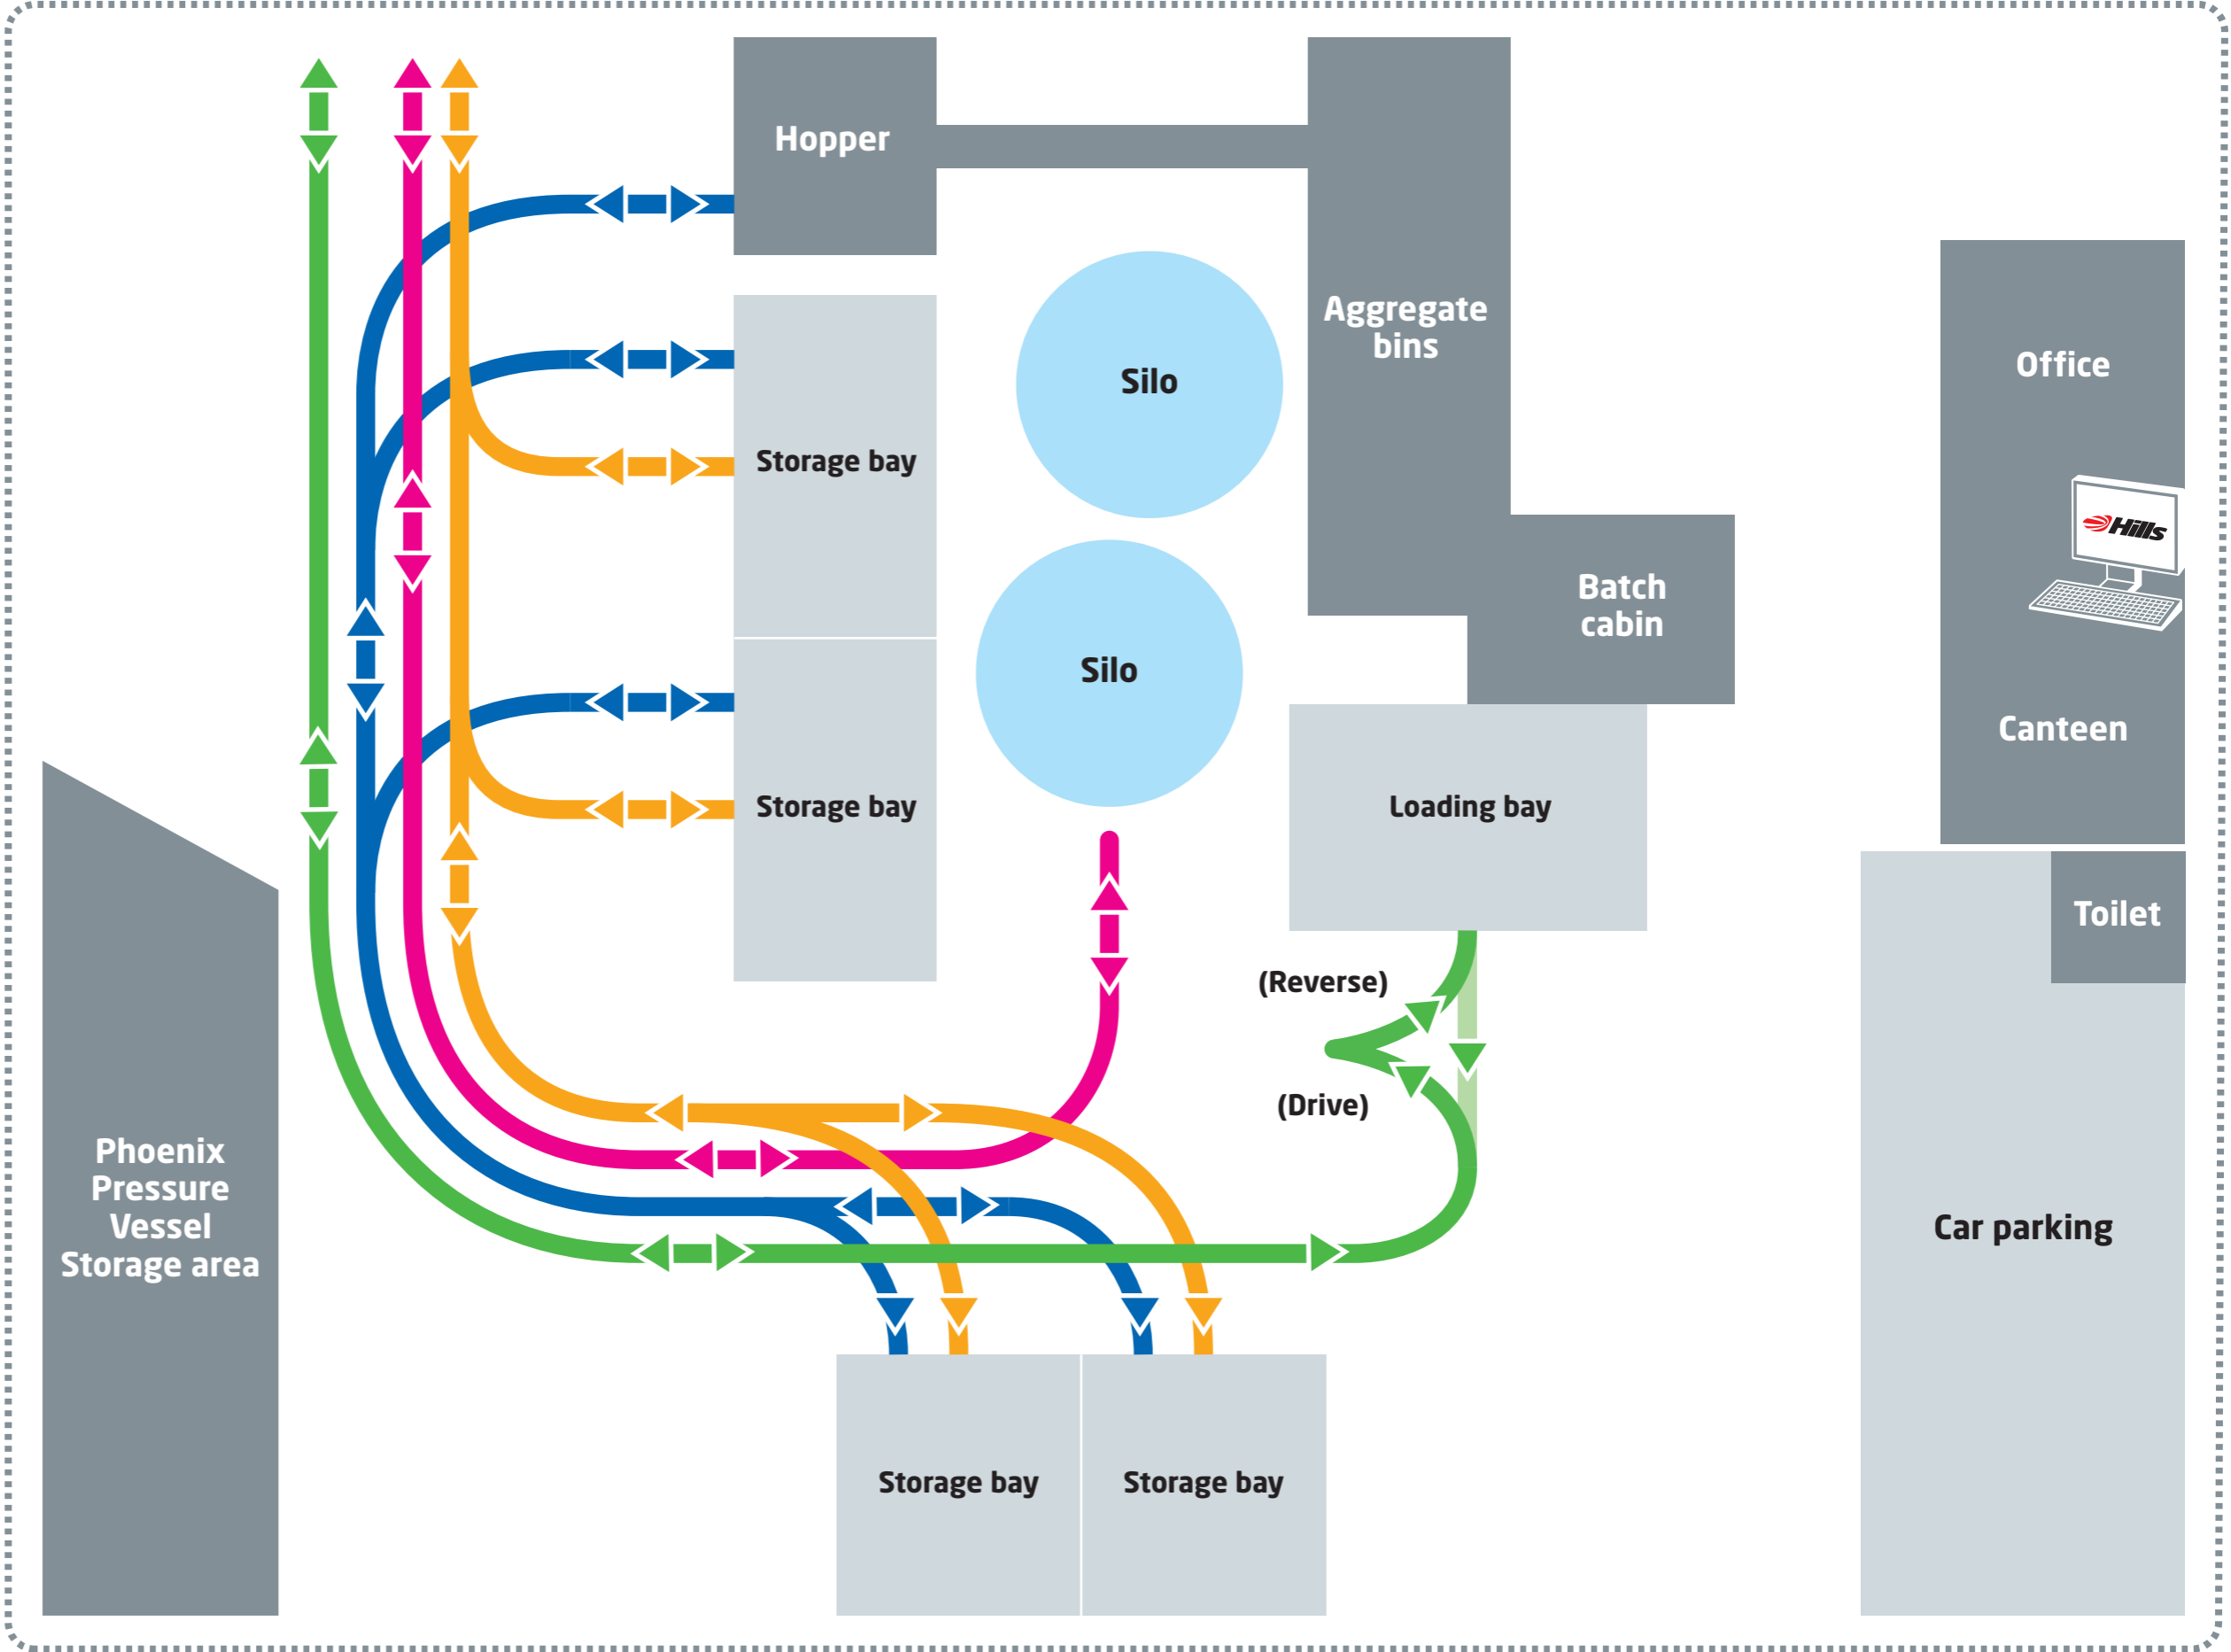 Hopper
Aggregate
bins
Silo
Office
Storage bay
Hills
Batch
cabin
Silo
Canteen
Storage bay
Loading bay
Toilet
(Reverse)
(Drive)
Phoenix
Pressure
Vessel
Storage area
Car parking
Storage bay
Storage bay